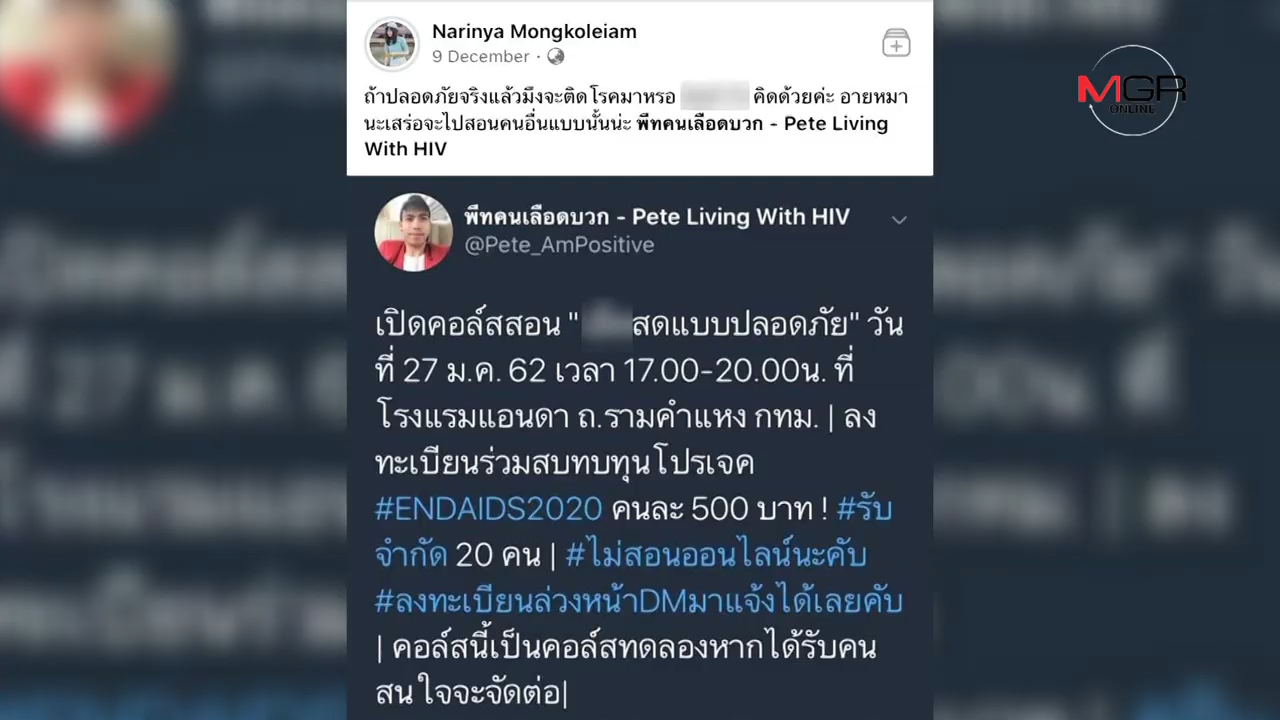 Narinya Mongkoleiam
9 December ·
ถ้าปลอดภัยจริงแล้วมึงจะติดโรคมาหรอ คิดด้วยค่ะ อายหมา
นะเสร่อจะไปสอนคนอื่นแบบนั้นน่ะ พีทคนเลือดบวก - Pete Living
With HIV
MGR
ONLINE
พีทคนเลือดบวก - Pete Living With HIV
@Pete_AmPositive
เปิดคอล์สสอน " สดแบบปลอดภัย" วัน
ที่ 27 ม.ค. 62 เวลา 17.00-20.00น. ที่
โรงแรมแอนดา ถ.รามคำแหง กทม. | ลง
ทะเบียนร่วมสบทบทุนโปรเจค
#ENDAIDS2020 คนละ 500 บาท ! #รับ
จำกัด 20 คน | #ไม่สอนออนไลน์นะคับ
#ลงทะเบียนล่วงหน้าDMมาแจ้งได้เลยคับ
| คอล์สนี้เป็นคอล์สทดลองหากได้รับคน
สนใจจะจัดต่อ|